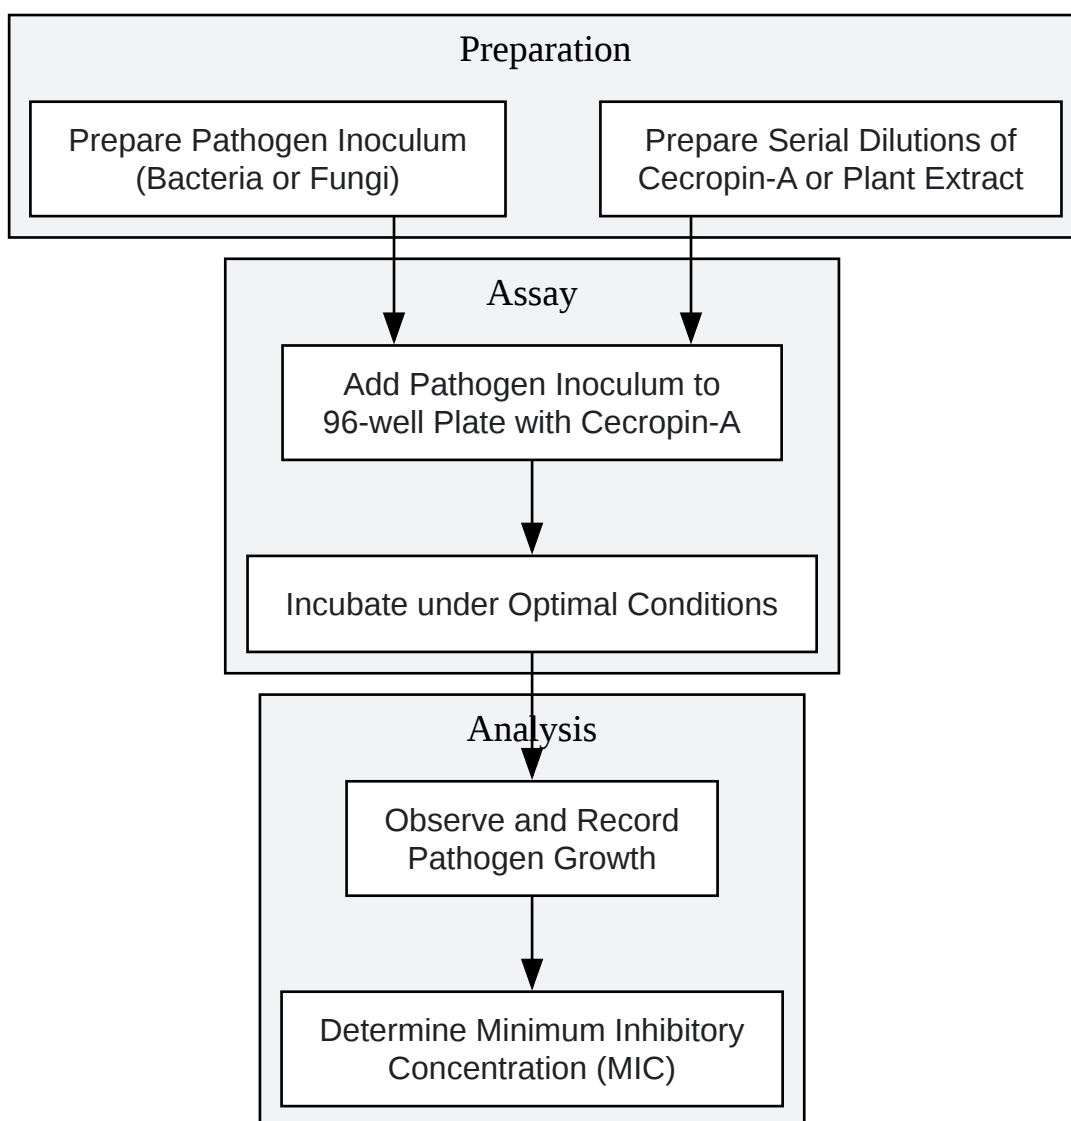 Preparation
Prepare Pathogen Inoculum
(Bacteria or Fungi)
Prepare Serial Dilutions of
Cecropin-A or Plant Extract
Assay
Add Pathogen Inoculum to
96-well Plate with Cecropin-A
Incubate under Optimal Conditions
Analysis
Observe and Record
Pathogen Growth
Determine Minimum Inhibitory
Concentration (MIC)